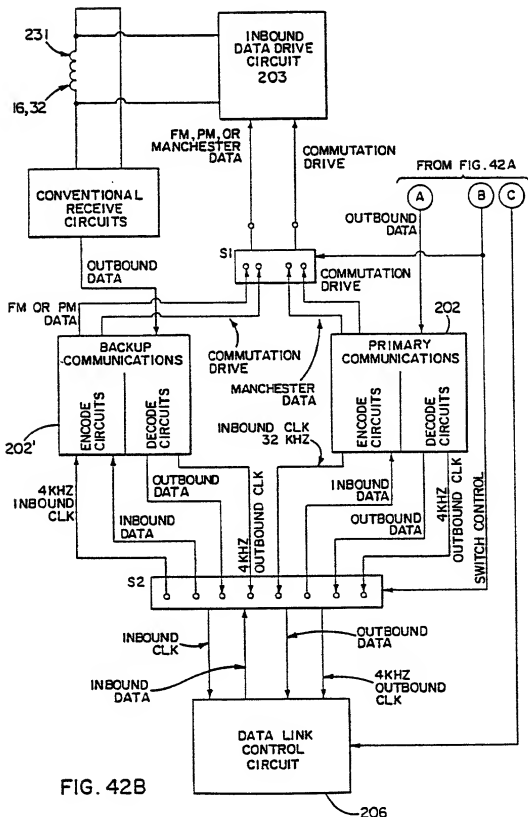 231
16,32
INBOUND
DATA DRIVE
CIRCUIT
203
FM, PM, OR
MANCHESTER
DATA
COMMUTATION
DRIVE
FROM FIG. 42A
A
B
C
CONVENTIONAL
RECEIVE
CIRCUITS
OUTBOUND
DATA
S1
OUTBOUND
DATA
COMMUTATION
DRIVE
FM OR PM
DATA
202
BACKUP
COMMUNICATIONS
ENCODE
CIRCUITS
DECODE
CIRCUITS
COMMUTATION
DRIVE
MANCHESTER
DATA
PRIMARY
COMMUNICATIONS
ENCODE
CIRCUITS
DECODE
CIRCUITS
202'
INBOUND CLK
32 KHZ
4KHZ
INBOUND
CLK
INBOUND
DATA
OUTBOUND
DATA
4KHZ
OUTBOUND CLK
INBOUND
DATA
OUTBOUND
DATA
4KHZ
OUTBOUND CLK
SWITCH CONTROL
S2
INBOUND
CLK
INBOUND
DATA
OUTBOUND
DATA
4KHZ
OUTBOUND
CLK
DATA LINK
CONTROL
CIRCUIT
FIG. 42B
206